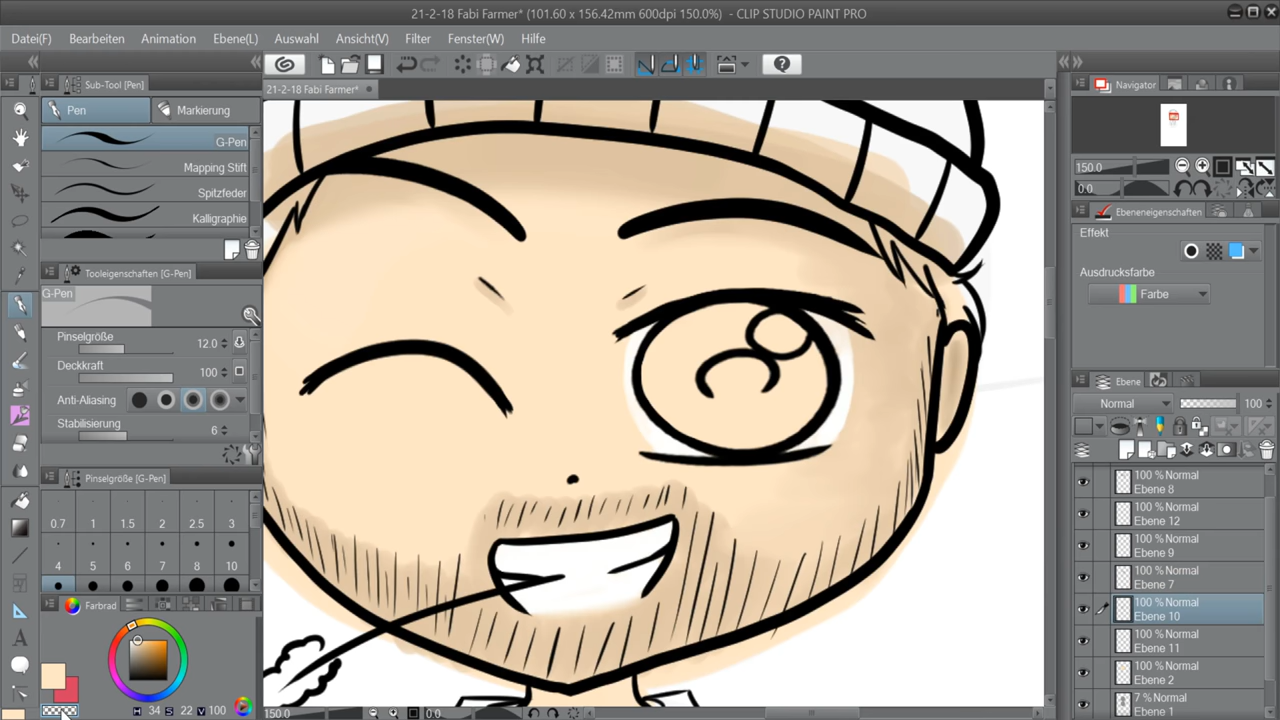 21-2-18 Fabi Farmer* (101.60 x 156.42mm 600dpi 150.0%) - CLIP STUDIO PAINT PRO
Datei(F) Bearbeiten Animation Ebene(L) Auswahl Ansicht(V) Filter Fenster(W) Hilfe
Sub-Tool [Pen]
Pen Markierung
G-Pen
Mapping Stift
Spitzfeder
Kalligraphie
Tooleigenschaften [G-Pen]
G-Pen
Pinselgröße 12.0
Deckkraft 100
Anti-Aliasing
Stabilisierung 6
Pinselgröße [G-Pen]
0.7 1 1.5 2 2.5 3
4 5 6 7 8 10
Farbrad
H 34 S 22 V 100
21-2-18 Fabi Farmer*
150.0 0.0
Navigator
150.0
0.0
Ebeneneigenschaften
Effekt
Ausdrucksfarbe
Farbe
Ebene
Normal 100
100 % Normal
Ebene 8
100 % Normal
Ebene 12
100 % Normal
Ebene 9
100 % Normal
Ebene 7
100 % Normal
Ebene 10
100 % Normal
Ebene 11
100 % Normal
Ebene 2
7 % Normal
Ebene 1